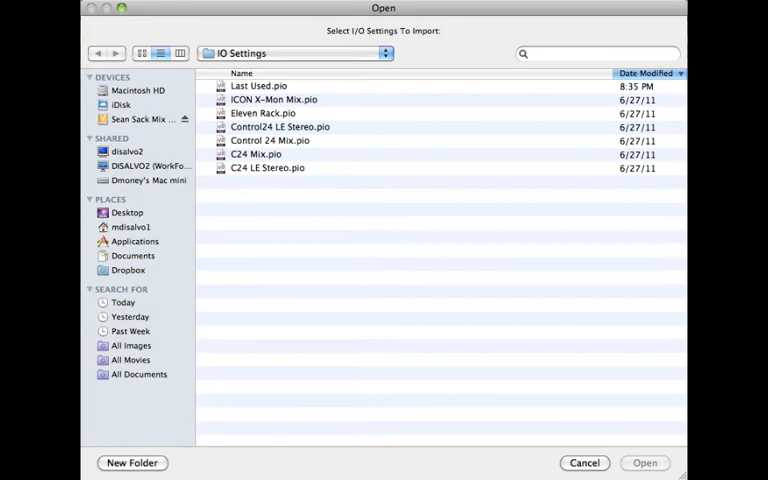 Open
Select I/O Settings To Import:
IO Settings
DEVICES
Macintosh HD
iDisk
Sean Sack Mix ...
SHARED
disalvo2
DISALVO2 (WorkFo...
Dmoney's Mac mini
PLACES
Desktop
mdisalvo1
Applications
Documents
Dropbox
SEARCH FOR
Today
Yesterday
Past Week
All Images
All Movies
All Documents
Name Date Modified
Last Used.pio 8:35 PM
ICON X-Mon Mix.pio 6/27/11
Eleven Rack.pio 6/27/11
Control24 LE Stereo.pio 6/27/11
Control 24 Mix.pio 6/27/11
C24 Mix.pio 6/27/11
C24 LE Stereo.pio 6/27/11
New Folder Cancel Open